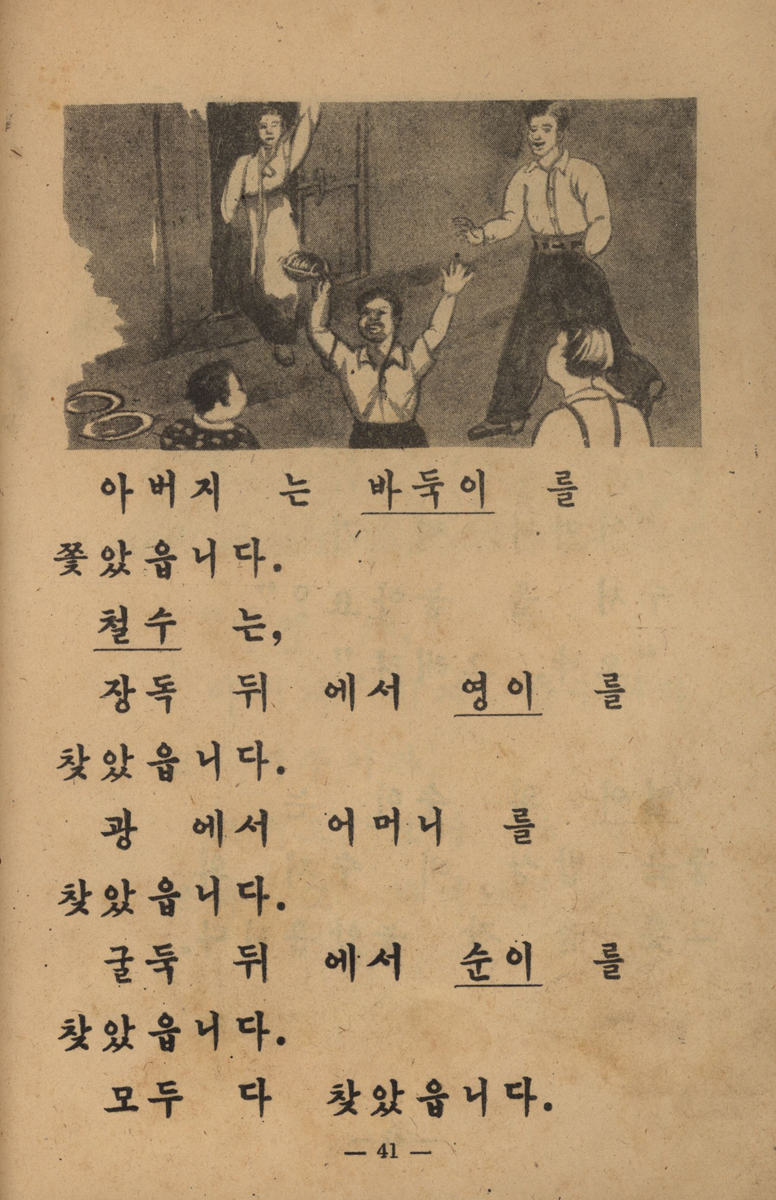 아버지 는 바둑이 를
쫓았읍니다.
철수 는,
장독 뒤 에서 영이 를
찾았읍니다.
광 에서 어머니 를
찾았읍니다.
굴둑 뒤 에서 순이 를
찾았읍니다.
모두 다 찾았읍니다.
— 41 —